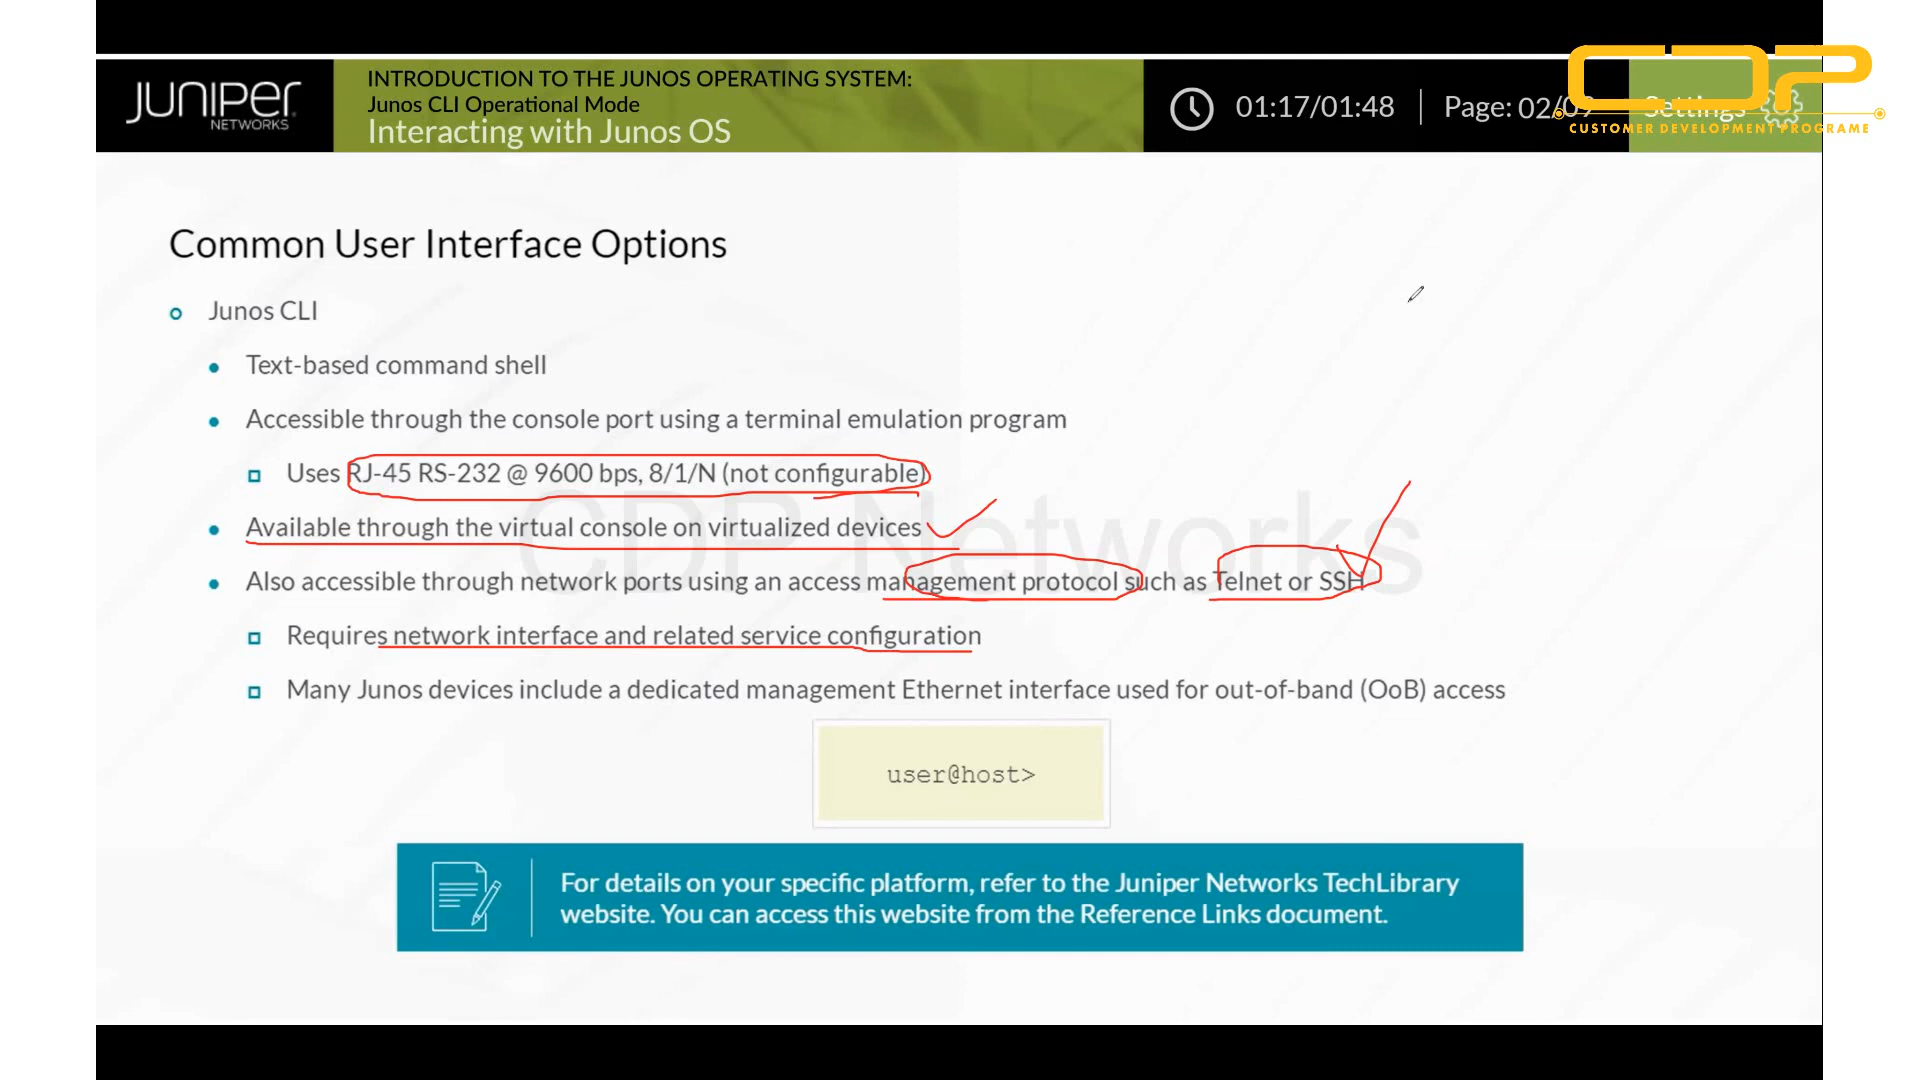 JUNIPER
NETWORKS
INTRODUCTION TO THE JUNOS OPERATING SYSTEM:
Junos CLI Operational Mode
Interacting with Junos OS
01:17/01:48
Page: 02/09
Settings
CDP
CUSTOMER DEVELOPMENT PROGRAME
Common User Interface Options
Junos CLI
Text-based command shell
Accessible through the console port using a terminal emulation program
Uses RJ-45 RS-232 @ 9600 bps, 8/1/N (not configurable)
Available through the virtual console on virtualized devices
Also accessible through network ports using an access management protocol such as Telnet or SSH
Requires network interface and related service configuration
Many Junos devices include a dedicated management Ethernet interface used for out-of-band (OoB) access
CDP Networks
user@host>
For details on your specific platform, refer to the Juniper Networks TechLibrary
website. You can access this website from the Reference Links document.